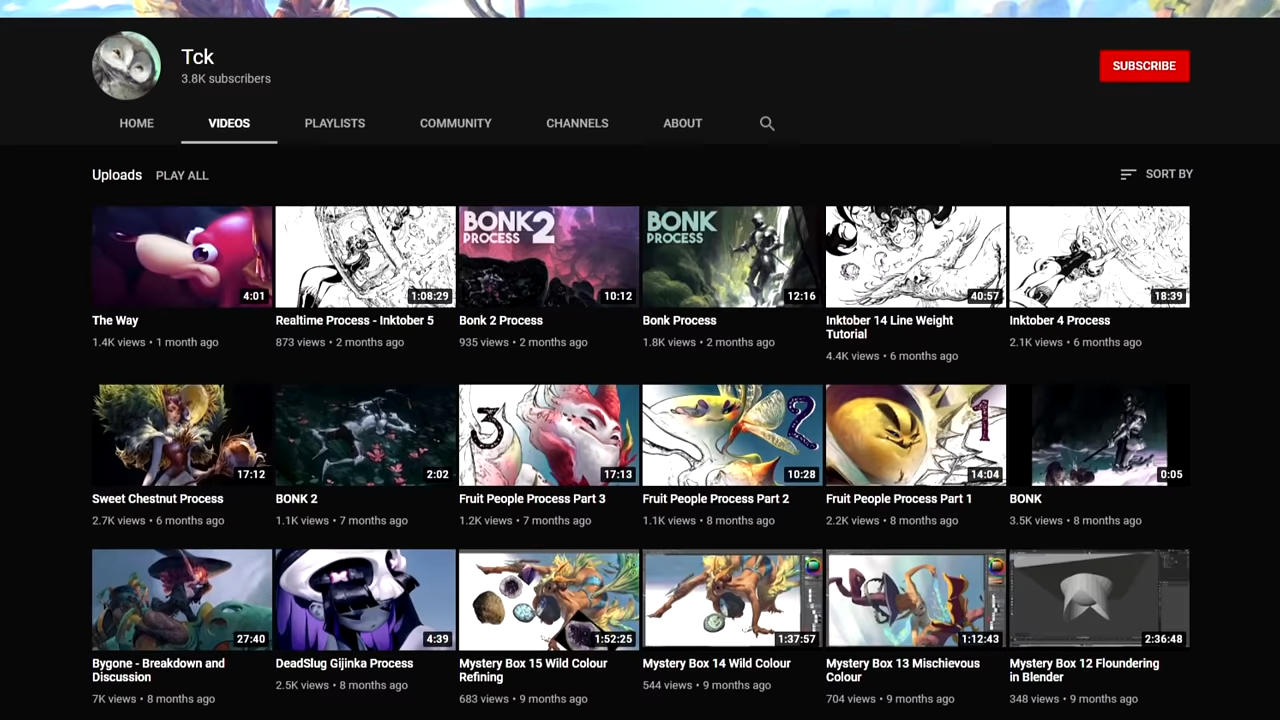 Tck
3.8K subscribers
SUBSCRIBE
HOME VIDEOS PLAYLISTS COMMUNITY CHANNELS ABOUT
Uploads PLAY ALL SORT BY
BONK 2 PROCESS
BONK PROCESS
4:01 1:08:29 10:12 12:16 40:57 18:39
The Way Realtime Process - Inktober 5 Bonk 2 Process Bonk Process Inktober 14 Line Weight Inktober 4 Process
Tutorial
1.4K views • 1 month ago 873 views • 2 months ago 935 views • 2 months ago 1.8K views • 2 months ago 4.4K views • 6 months ago 2.1K views • 6 months ago
3 2 1
17:12 2:02 17:13 10:28 14:04 0:05
Sweet Chestnut Process BONK 2 Fruit People Process Part 3 Fruit People Process Part 2 Fruit People Process Part 1 BONK
2.7K views • 6 months ago 1.1K views • 7 months ago 1.2K views • 7 months ago 1.1K views • 8 months ago 2.2K views • 8 months ago 3.5K views • 8 months ago
27:40 4:39 1:52:25 1:37:57 1:12:43 2:36:48
Bygone - Breakdown and DeadSlug Gijinka Process Mystery Box 15 Wild Colour Mystery Box 14 Wild Colour Mystery Box 13 Mischievous Mystery Box 12 Floundering
Discussion Refining Colour in Blender
7K views • 8 months ago 2.5K views • 8 months ago 683 views • 9 months ago 544 views • 9 months ago 704 views • 9 months ago 348 views • 9 months ago